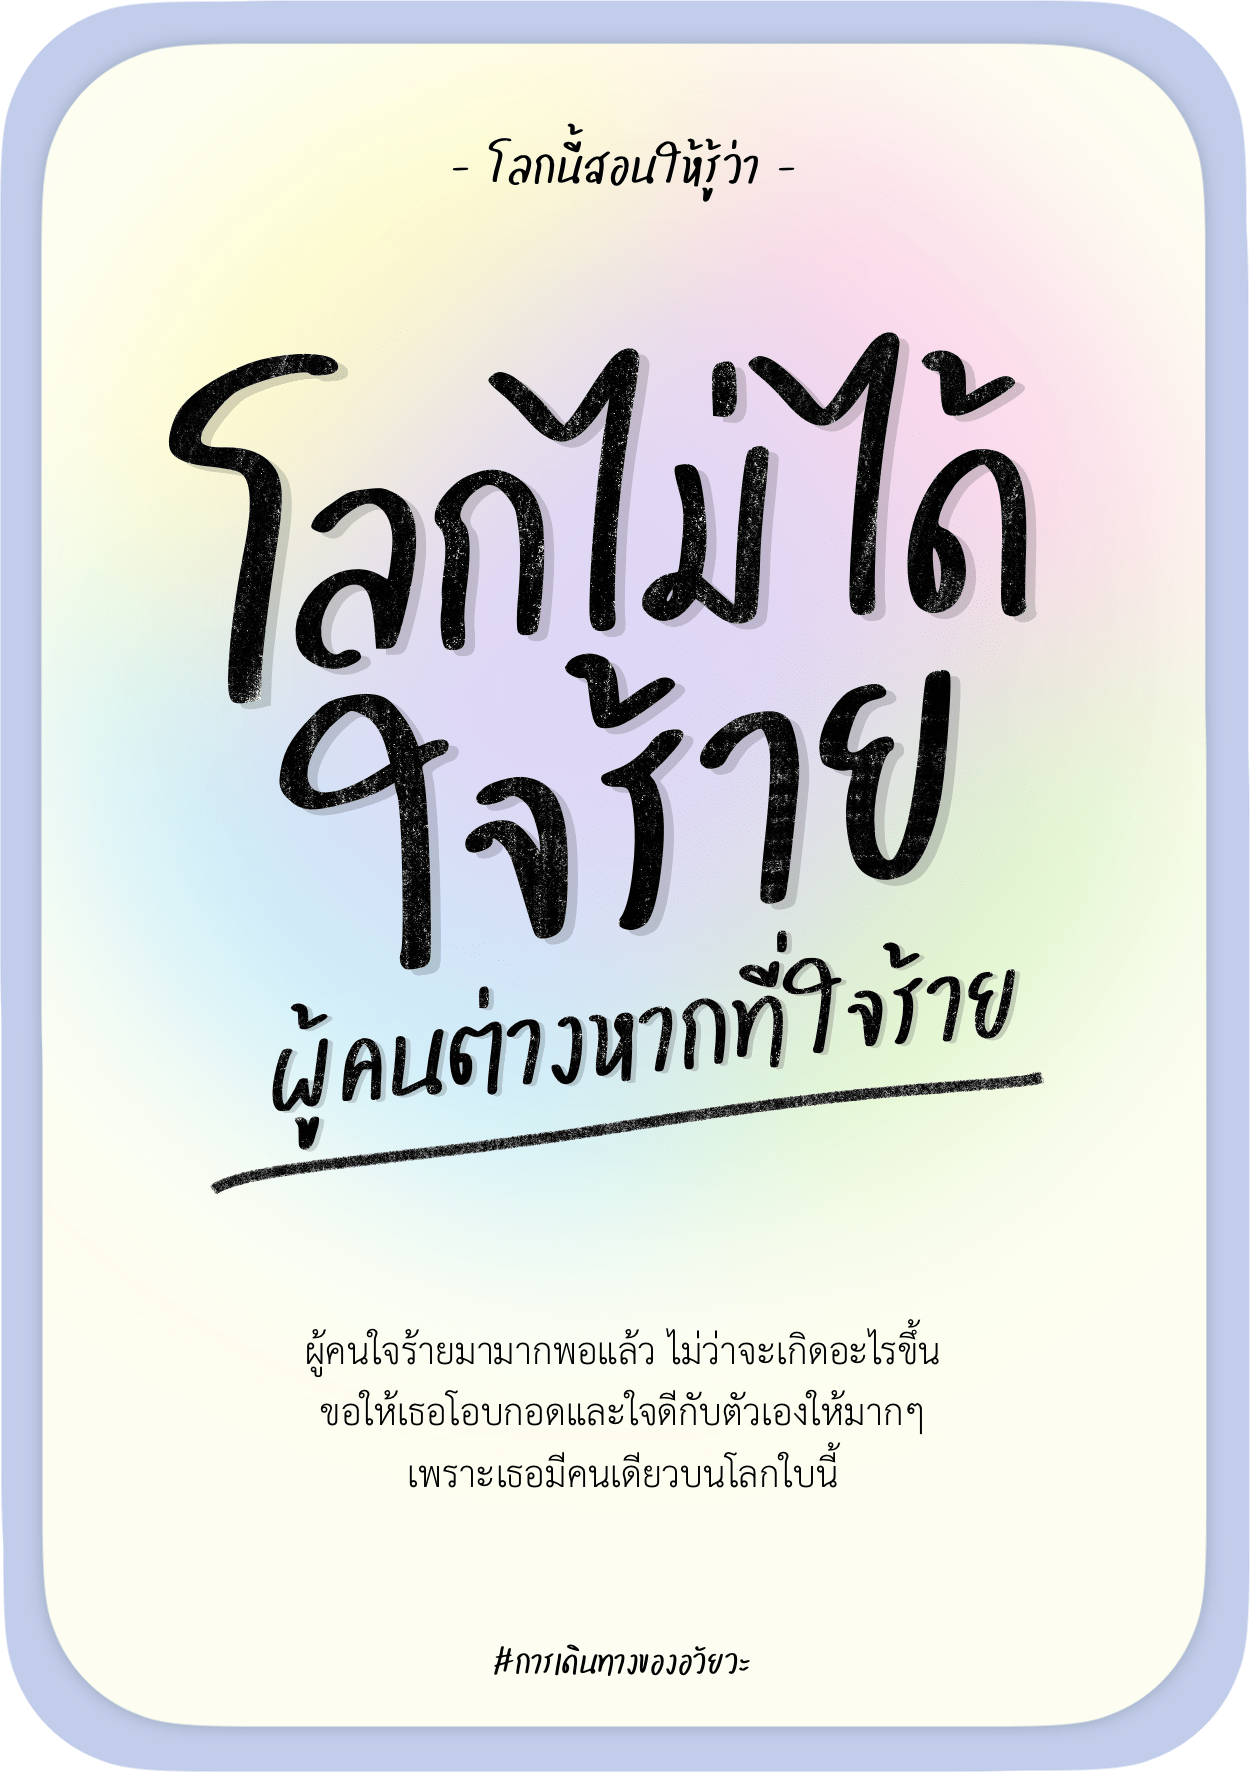 - โลกนี้สอนให้รู้ว่า -
โลกไม่ได้
ใจร้าย
ผู้คนต่างหากที่ใจร้าย
ผู้คนใจร้ายมามากพอแล้ว ไม่ว่าจะเกิดอะไรขึ้น
ขอให้เธอโอบกอดและใจดีกับตัวเองให้มากๆ
เพราะเธอมีคนเดียวบนโลกใบนี้
#การเดินทางของอวัยวะ